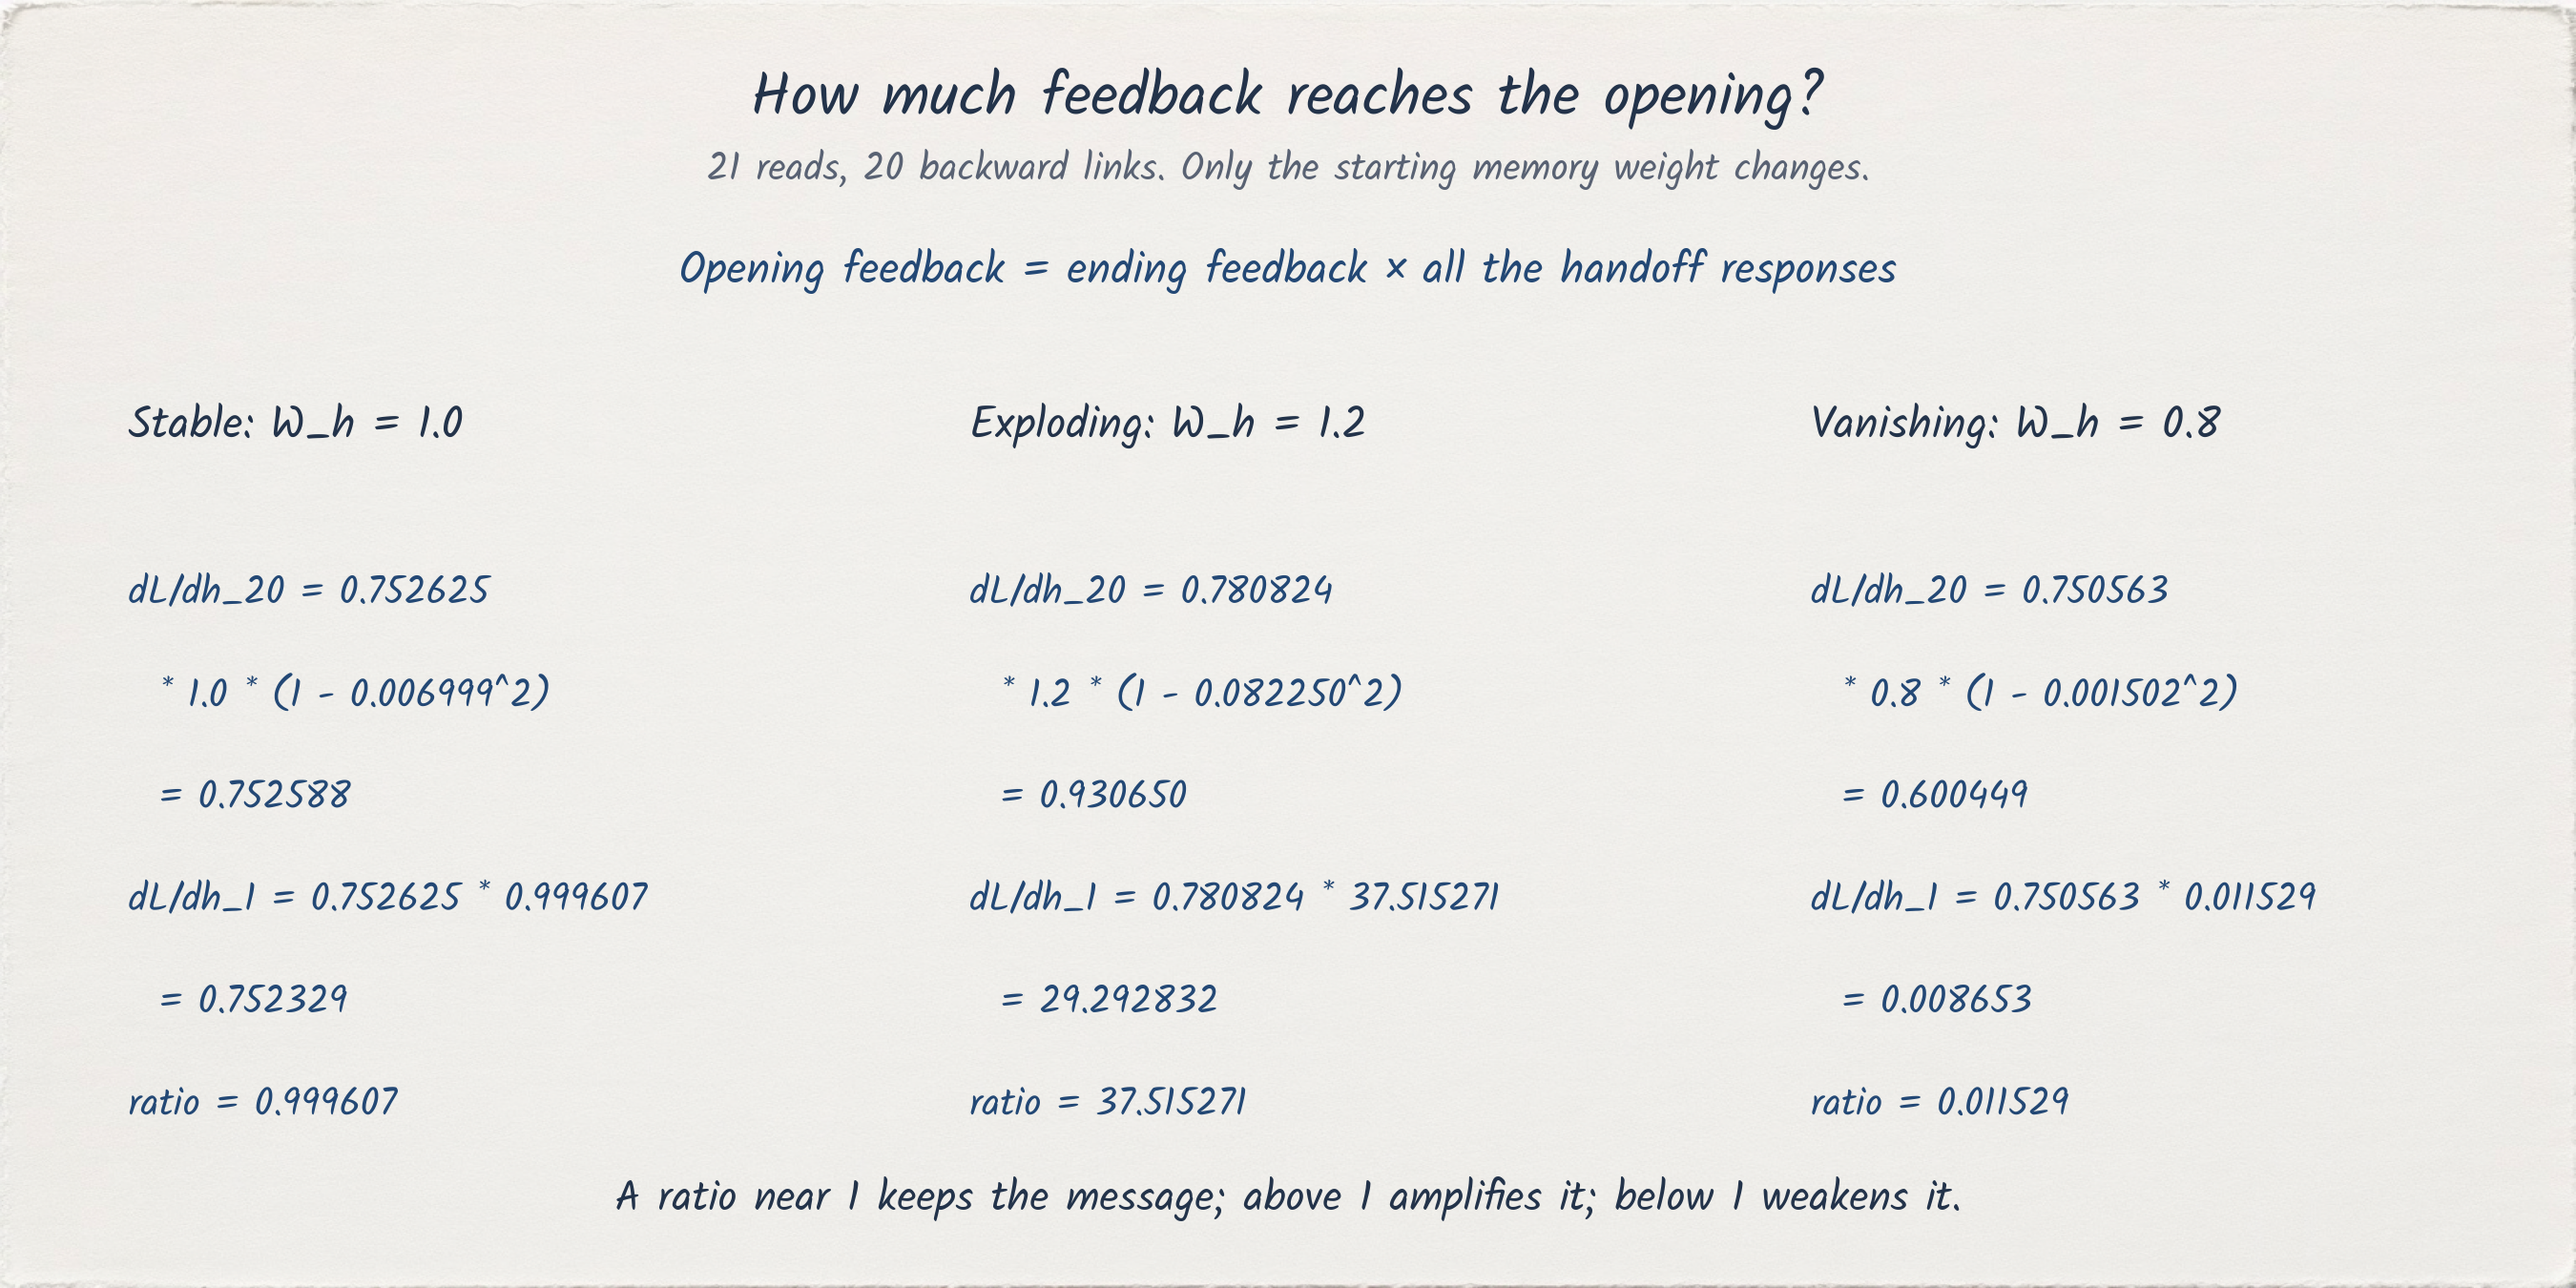 How much feedback reaches the opening?
21 reads, 20 backward links. Only the starting memory weight changes.
Opening feedback = ending feedback × all the handoff responses
Stable: W_h = 1.0
dL/dh_20 = 0.752625
* 1.0 * (1 - 0.006999^2)
= 0.752588
dL/dh_1 = 0.752625 * 0.999607
= 0.752329
ratio = 0.999607
Exploding: W_h = 1.2
dL/dh_20 = 0.780824
* 1.2 * (1 - 0.082250^2)
= 0.930650
dL/dh_1 = 0.780824 * 37.515271
= 29.292832
ratio = 37.515271
Vanishing: W_h = 0.8
dL/dh_20 = 0.750563
* 0.8 * (1 - 0.001502^2)
= 0.600449
dL/dh_1 = 0.750563 * 0.011529
= 0.008653
ratio = 0.011529
A ratio near 1 keeps the message; above 1 amplifies it; below 1 weakens it.